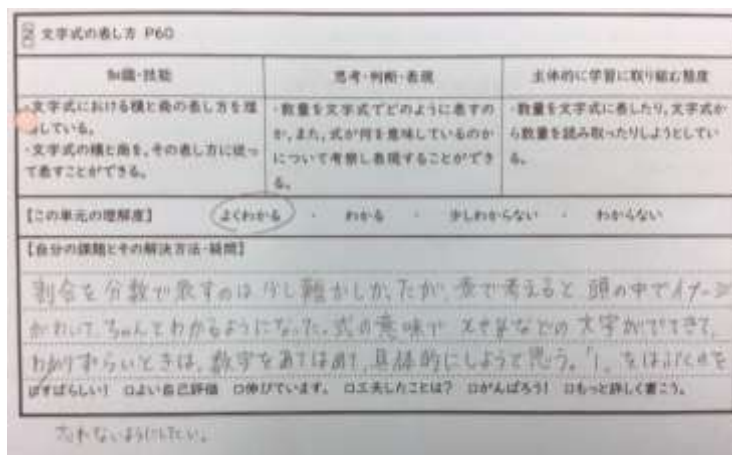 文字式の表し方 P60
知識・技能
思考・判断・表現
主体的に学習に取り組む態度
・文字式における積と商の表し方を理
している。
・文字式の積と商を、その表し方に従っ
て表すことができる。
・数量を文字式でどのように表すの
か、また、式が何を意味しているのか
について考察し表現することができ
る。
・数量を文字式に表したり、文字式か
ら数量を読み取ったりしようとしてい
る。
【この単元の理解度】 よくわかる ・ わかる ・ 少しわからない ・ わからない
【自分の課題とその解決方法・疑問】
割合を分数で表すのは少し難かしかったが、表で考えると頭の中でイメージ
がわいて、ちゃんとわかるようになった。式の意味で xやyなどの文字がでてきて、
わかりずらいときは、数字をあてはめて、具体的にしようと思う。「1」をはぶくのを
すばらしい! □よい自己評価 □伸びています。 □工夫したことは? □がんばろう! □もっと詳しく書こう。
忘れないようにしたい。